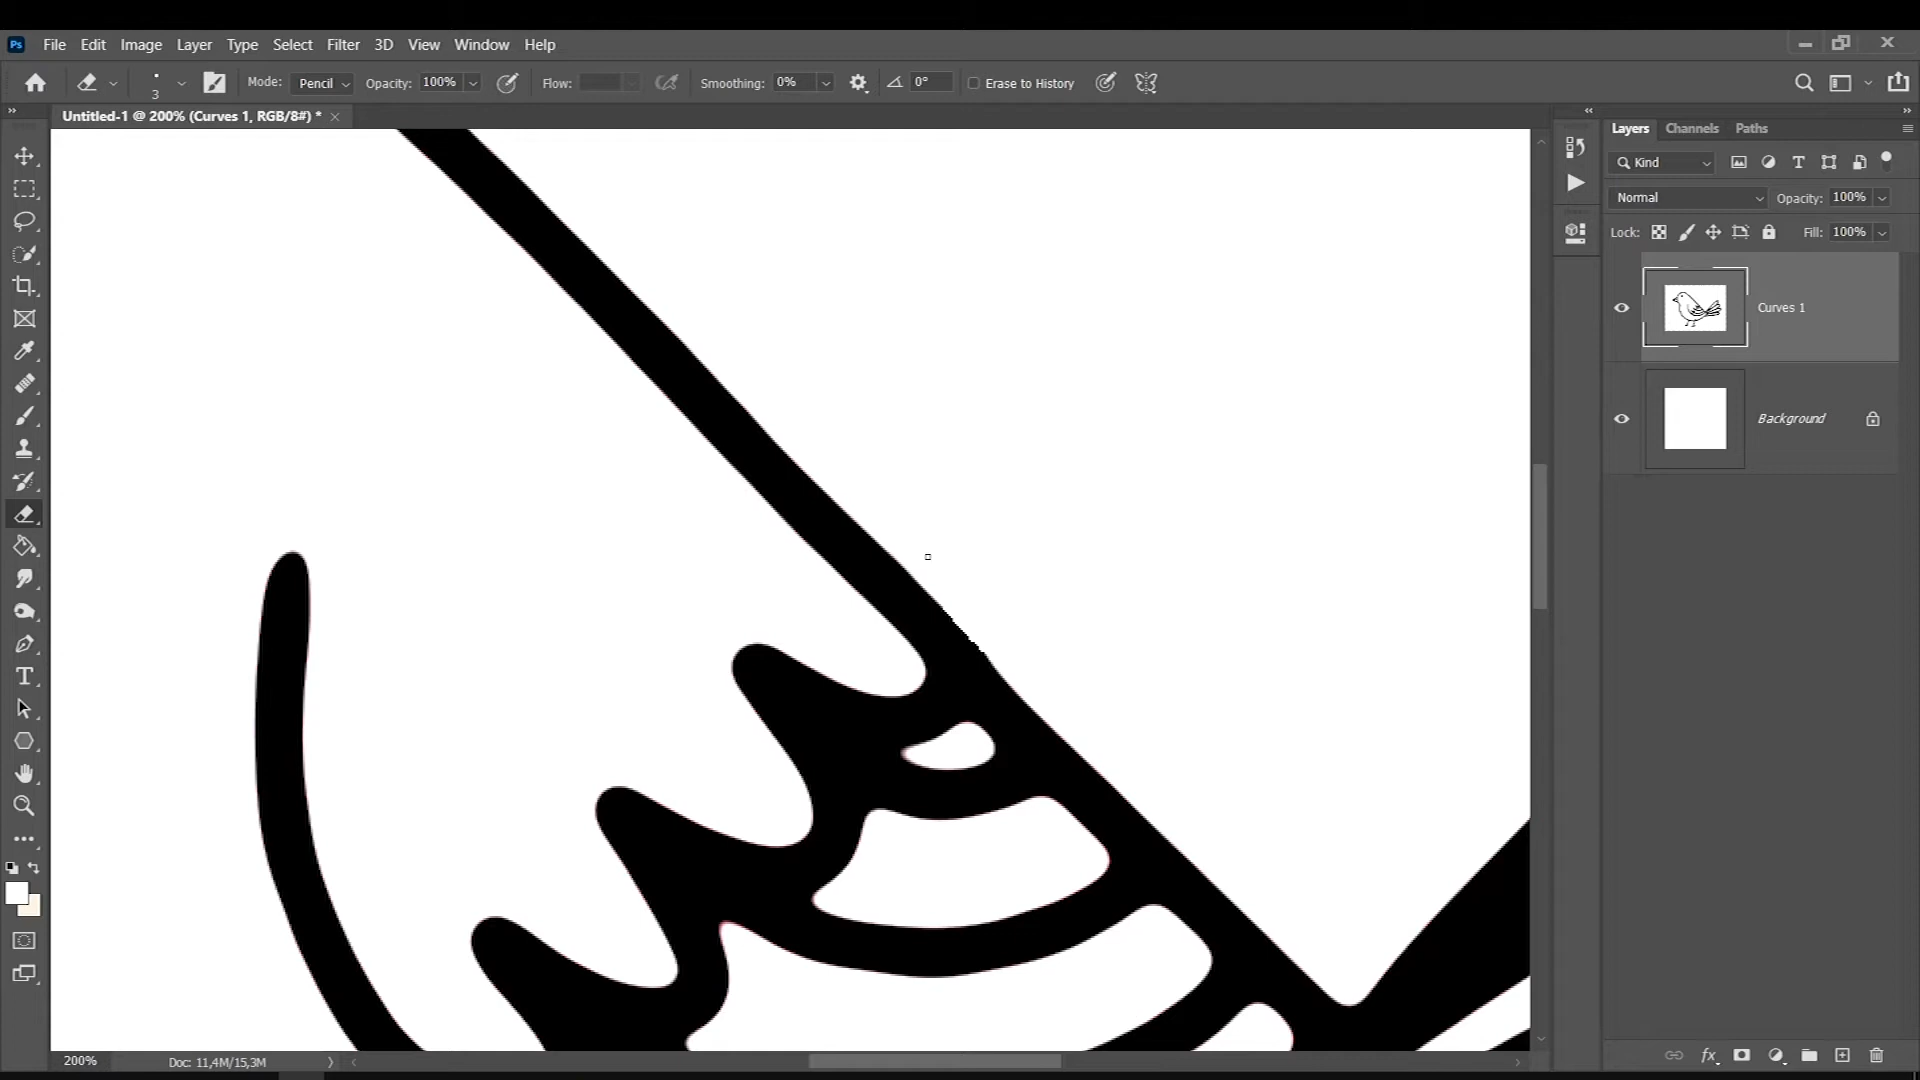 Ps File Edit Image Layer Type Select Filter 3D View Window Help
3 Mode: Pencil Opacity: 100% Flow: Smoothing: 0% 0° Erase to History
Untitled-1 @ 200% (Curves 1, RGB/8#) *
Layers Channels Paths
Kind
Normal Opacity: 100%
Lock: Fill: 100%
Curves 1
Background
200% Doc: 11,4M/15,3M